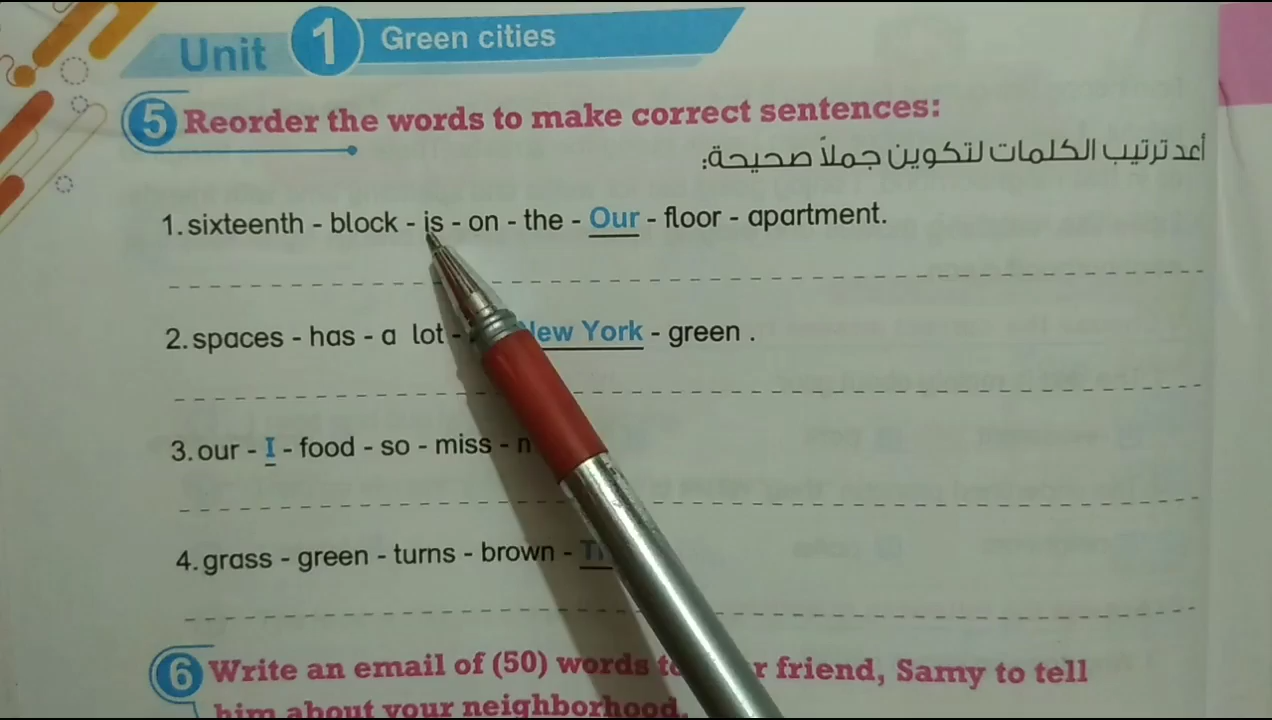 Unit 1 Green cities
5 Reorder the words to make correct sentences:
أعد ترتيب الكلمات لتكوين جملاً صحيحة:
1. sixteenth - block - is - on - the - Our - floor - apartment.
2. spaces - has - a lot - New York - green .
3. our - I - food - so - miss -
4. grass - green - turns - brown -
6 Write an email of (50) words friend, Samy to tell
him about your neighborhood.